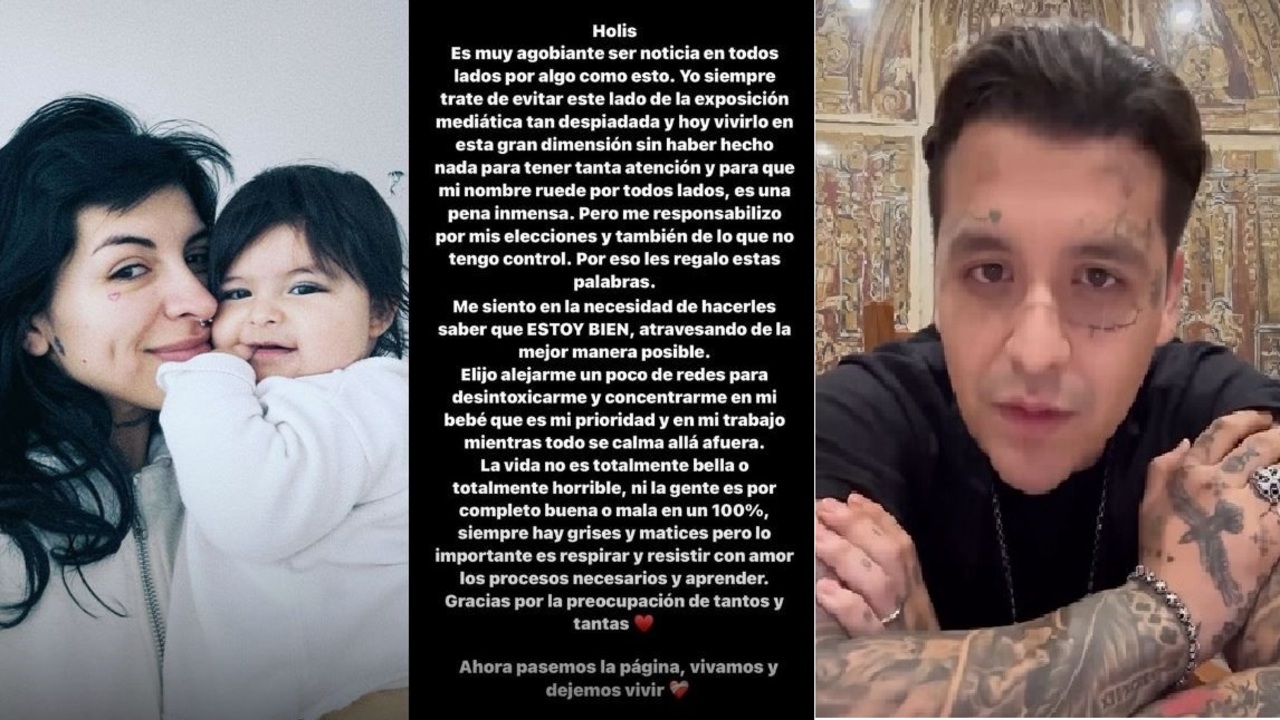 Holis
Es muy agobiante ser noticia en todos
lados por algo como esto. Yo siempre
trate de evitar este lado de la exposición
mediática tan despiadada y hoy vivirlo en
esta gran dimensión sin haber hecho
nada para tener tanta atención y para que
mi nombre ruede por todos lados, es una
pena inmensa. Pero me responsabilizo
por mis elecciones y también de lo que no
tengo control. Por eso les regalo estas
palabras.
Me siento en la necesidad de hacerles
saber que ESTOY BIEN, atravesando de la
mejor manera posible.
Elijo alejarme un poco de redes para
desintoxicarme y concentrarme en mi
bebé que es mi prioridad y en mi trabajo
mientras todo se calma allá afuera.
La vida no es totalmente bella o
totalmente horrible, ni la gente es por
completo buena o mala en un 100%,
siempre hay grises y matices pero lo
importante es respirar y resistir con amor
los procesos necesarios y aprender.
Gracias por la preocupación de tantos y
tantas ❤️
Ahora pasemos la página, vivamos y
dejemos vivir ❤️‍🩹